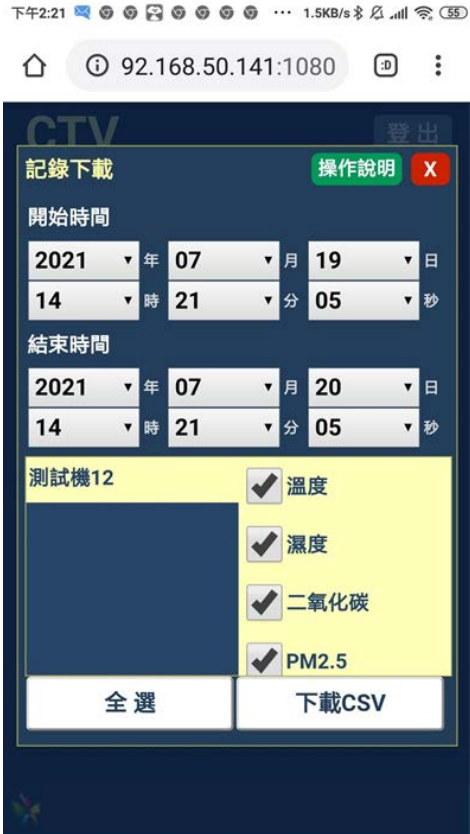 下午2:21 ... 1.5KB/s 55
92.168.50.141:1080 :D
CTV 登出
記錄下載 操作說明 X
開始時間
2021 年 07 月 19 日
14 時 21 分 05 秒
結束時間
2021 年 07 月 20 日
14 時 21 分 05 秒
測試機12 溫度
濕度
二氧化碳
PM2.5
全選 下載CSV